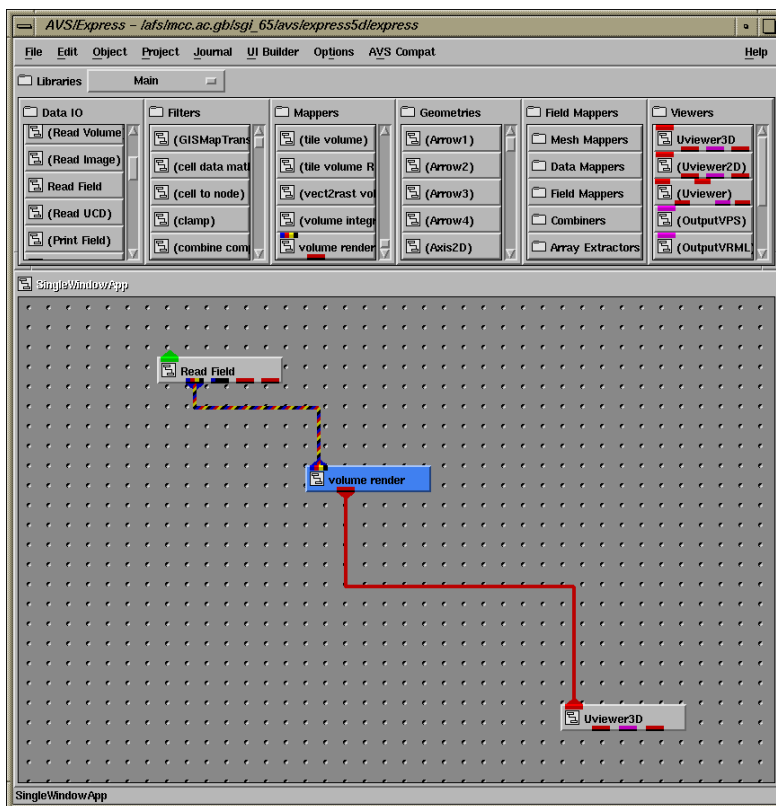 AVS/Express - /afs/mcc.ac.gb/sgi_65/avs/express5d/express
File Edit Object Project Journal UI Builder Options AVS Compat Help
Libraries Main
Data IO Filters Mappers Geometries Field Mappers Viewers
(Read Volume (GISMapTrans (tile volume) (Arrow1) Mesh Mappers Uviewer3D
(Read Image) (cell data matl (tile volume R (Arrow2) Data Mappers (Uviewer2D)
Read Field (cell to node) (vect2rast vol (Arrow3) Field Mappers (Uviewer)
(Read UCD) (clamp) (volume integr (Arrow4) Combiners (OutputVPS)
(Print Field) (combine com volume render (Axis2D) Array Extractors (OutputVRML)
SingleWindowApp
Read Field
volume render
Uviewer3D
SingleWindowApp